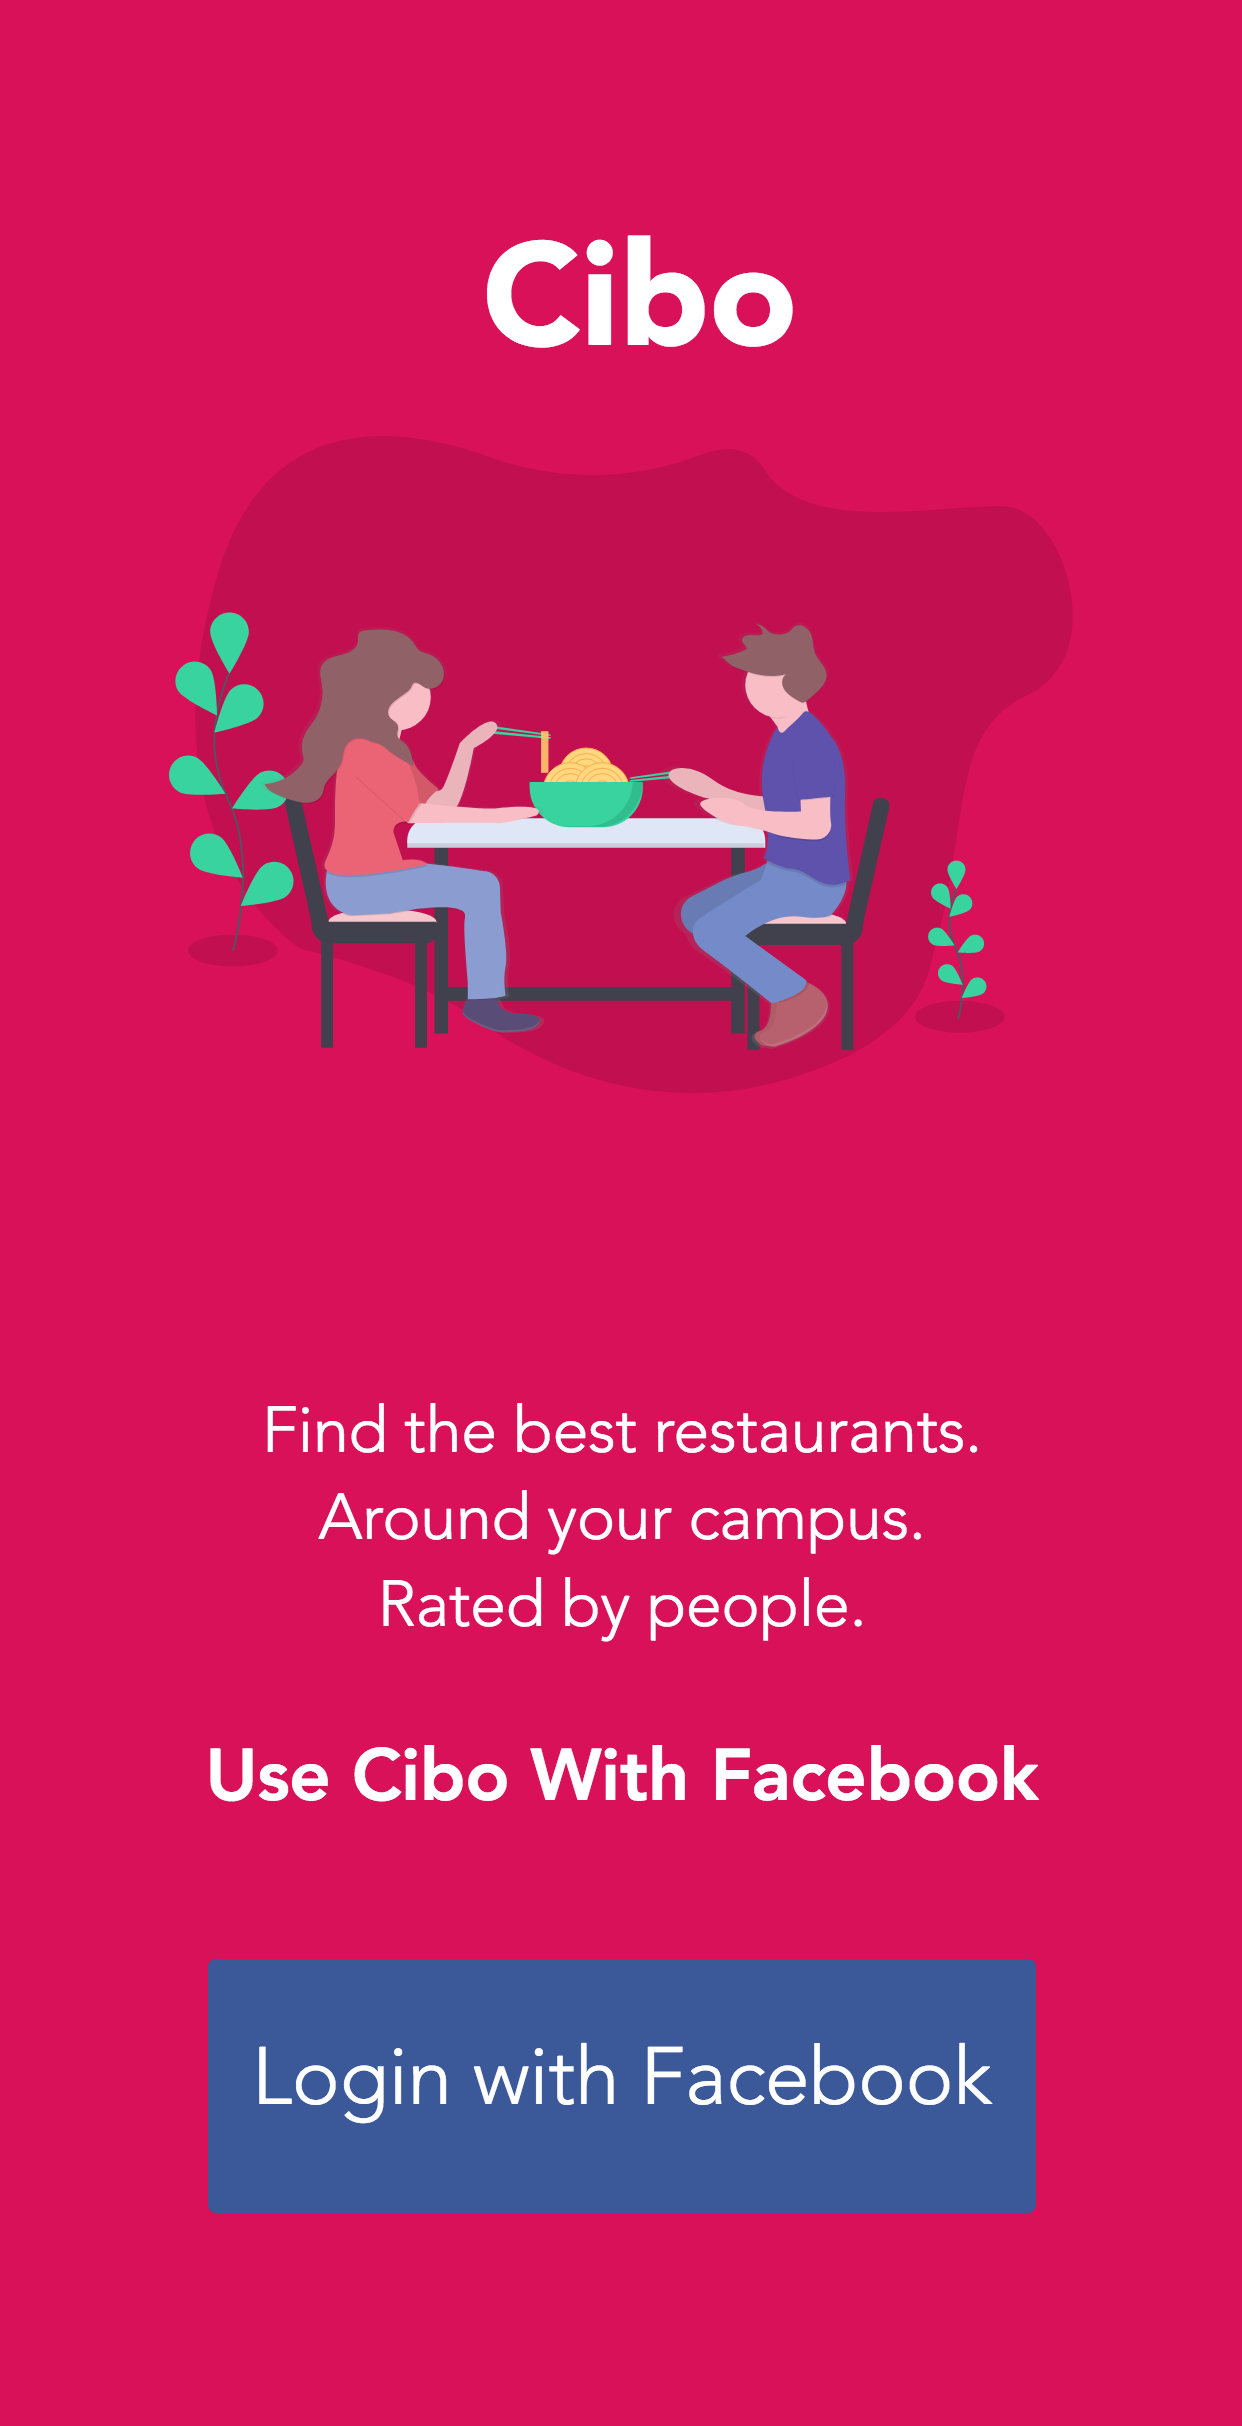 Cibo
Find the best restaurants.
Around your campus.
Rated by people.
Use Cibo With Facebook
Login with Facebook